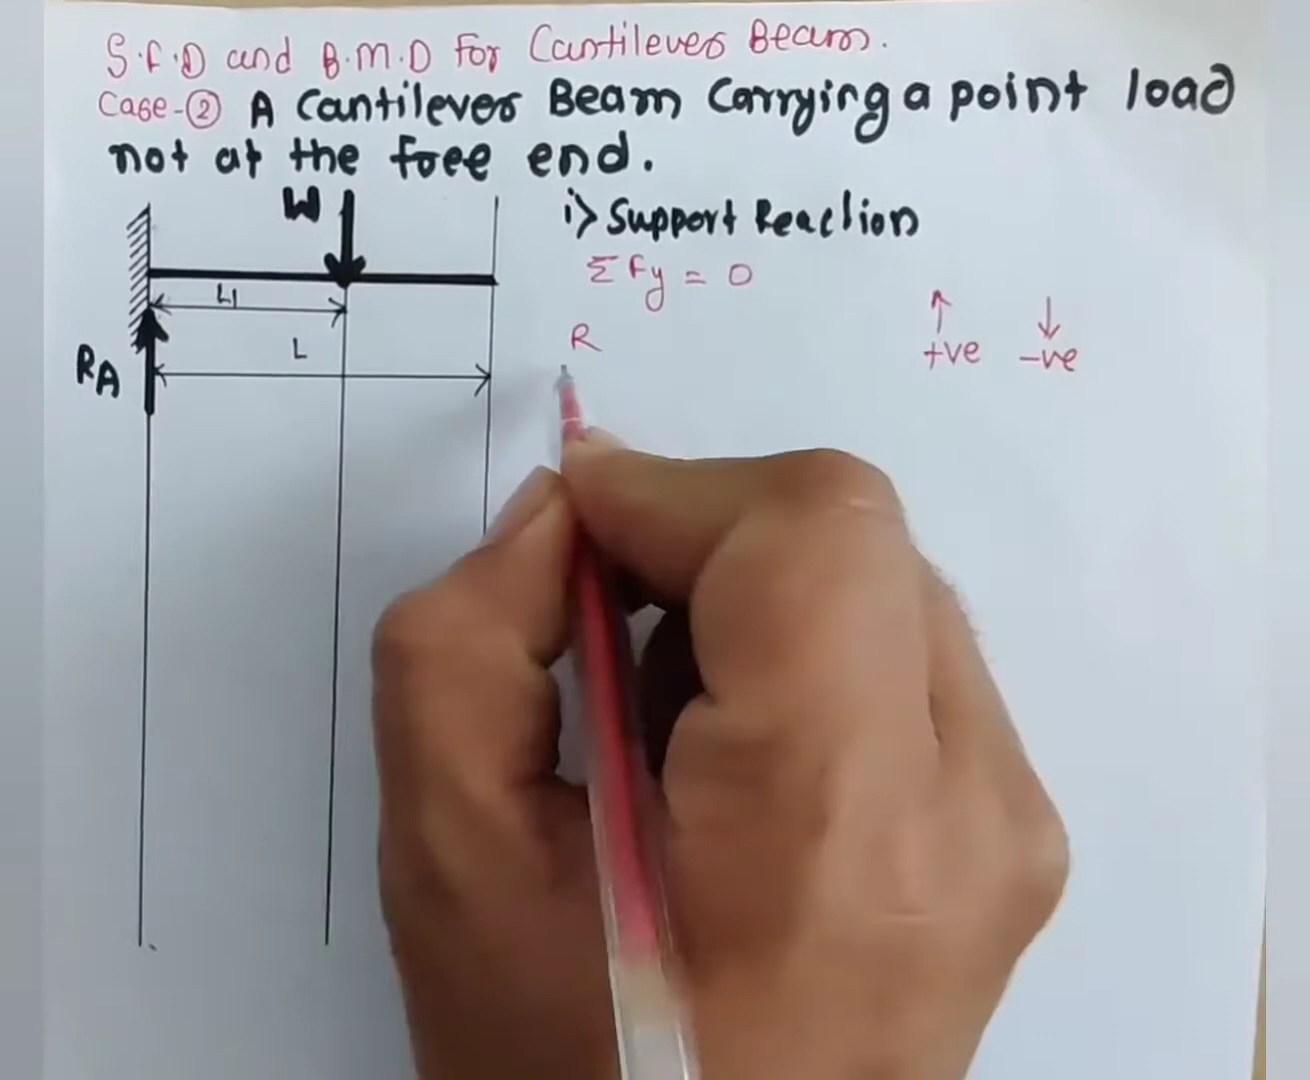 S.F.D and B.M.D For Cantilever Beam.
Case-② A Cantilever Beam Carrying a point load
not at the free end.
W
i> Support Reaction
Σ Fy = 0
L1
R
+ve -ve
L
RA